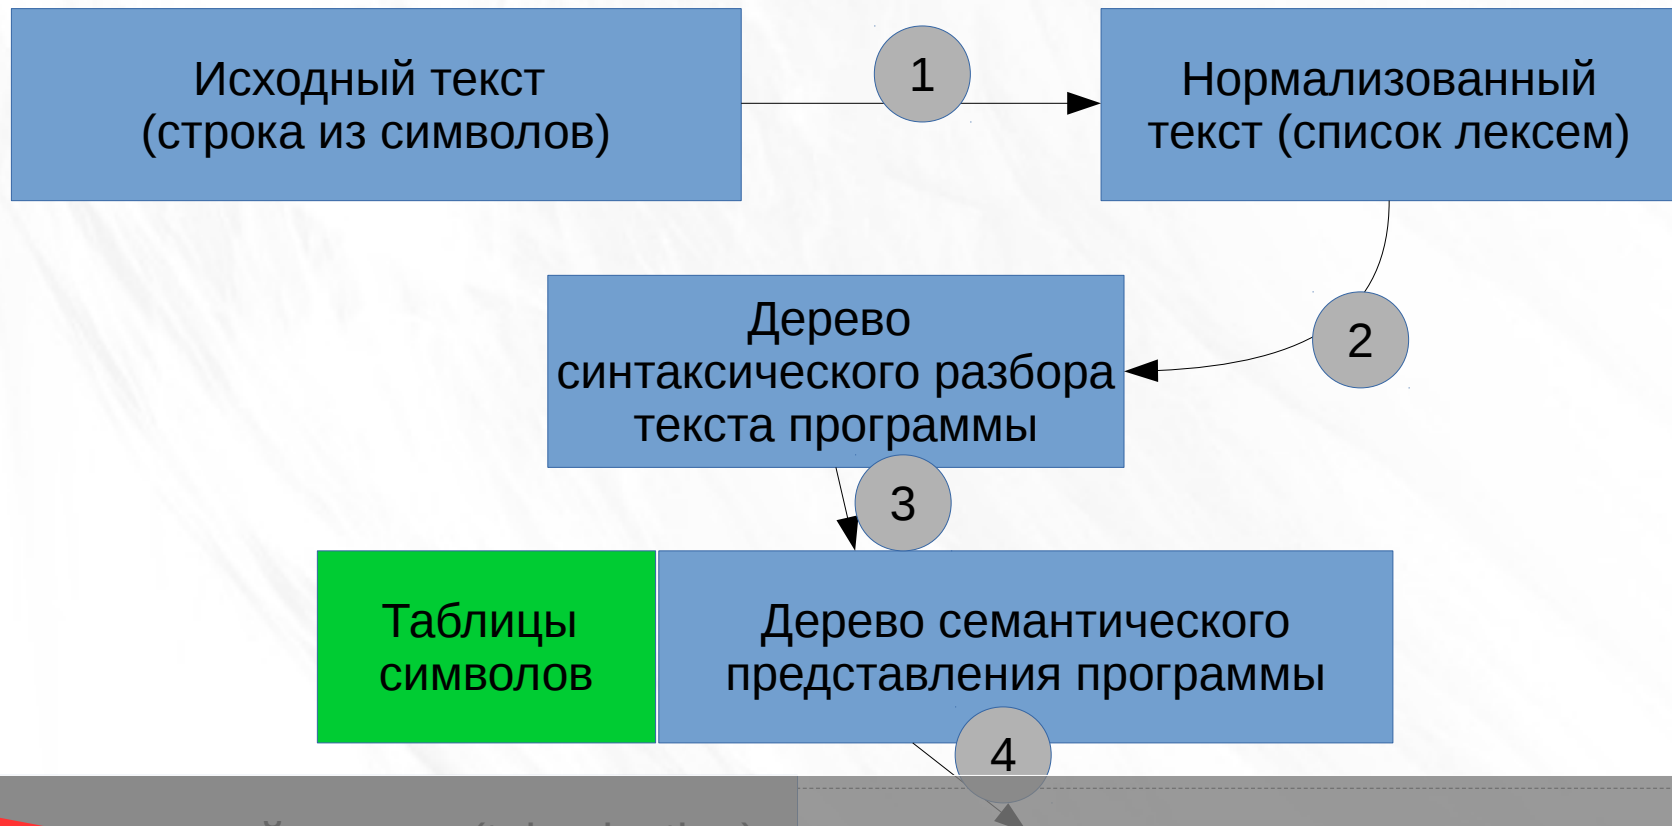 Исходный текст
(строка из символов)
1
Нормализованный
текст (список лексем)
2
Дерево
синтаксического разбора
текста программы
3
Таблицы
символов
Дерево семантического
представления программы
4